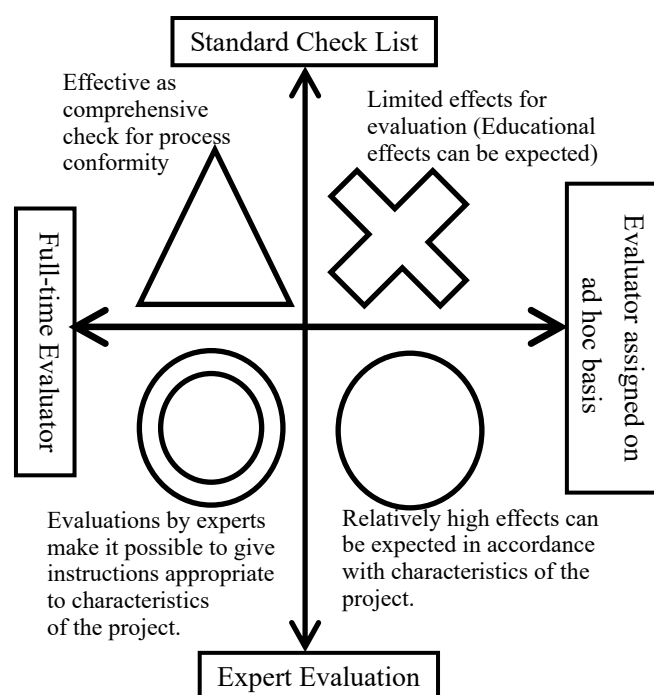 Standard Check List
Effective as
comprehensive
check for process
conformity
Limited effects for
evaluation (Educational
effects can be expected)
Full-time Evaluator
Evaluator assigned on
ad hoc basis
Evaluations by experts
make it possible to give
instructions appropriate
to characteristics
of the project.
Relatively high effects can
be expected in accordance
with characteristics of the
project.
Expert Evaluation